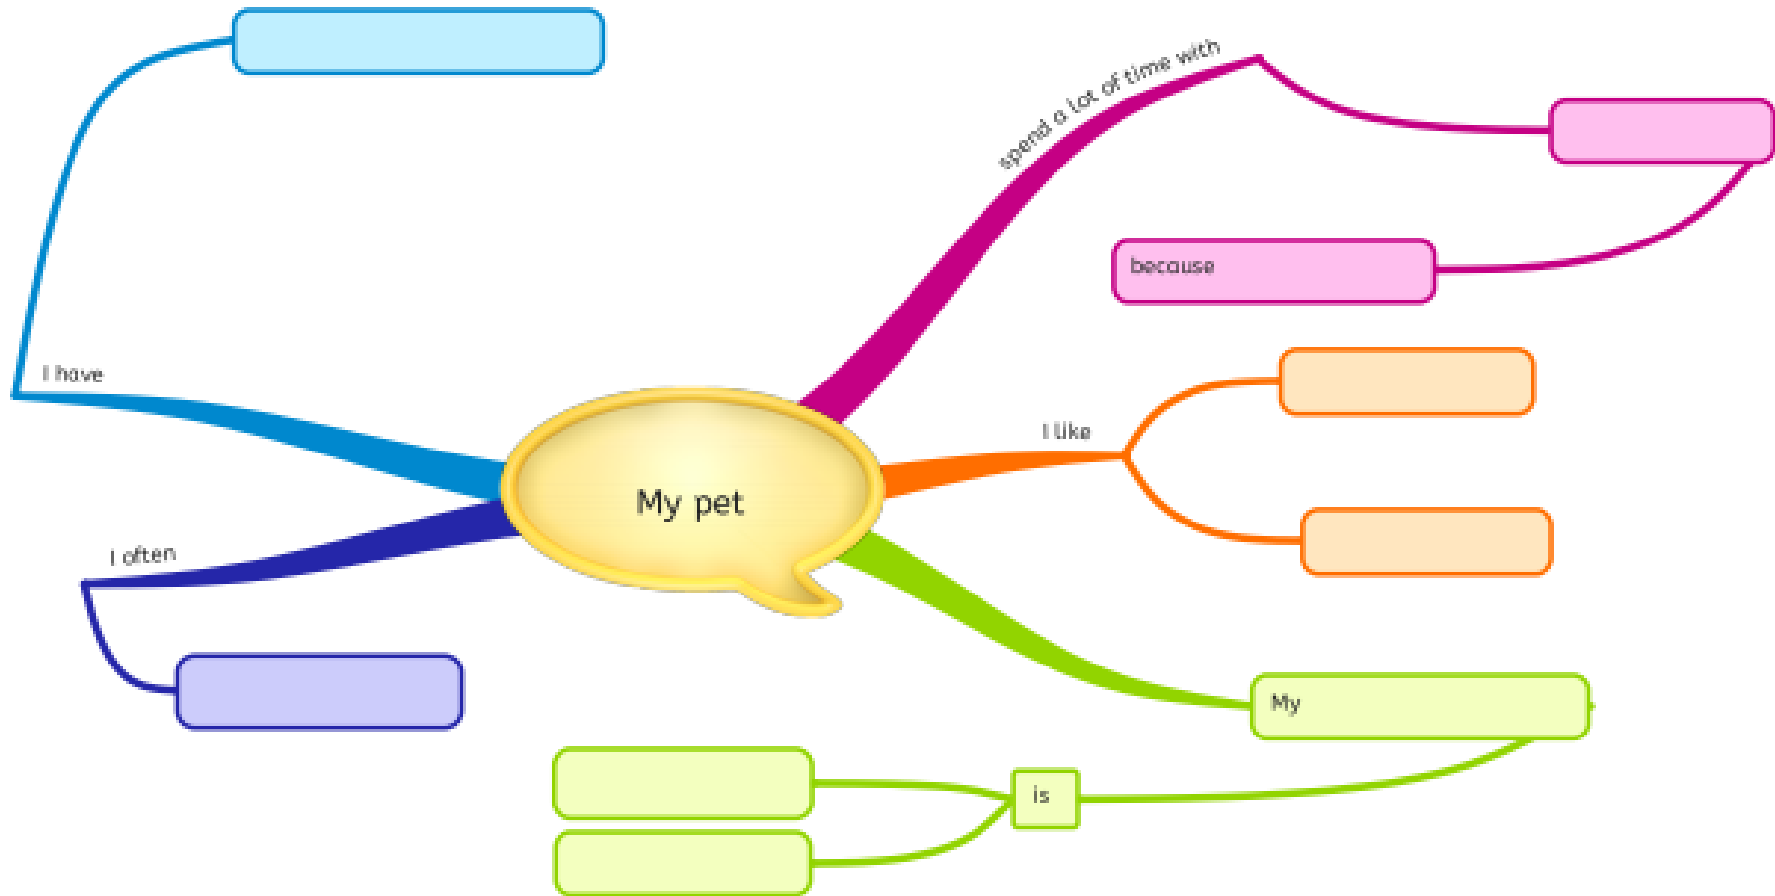 spend a lot of time with
because
I have
I like
My pet
I often
My
is